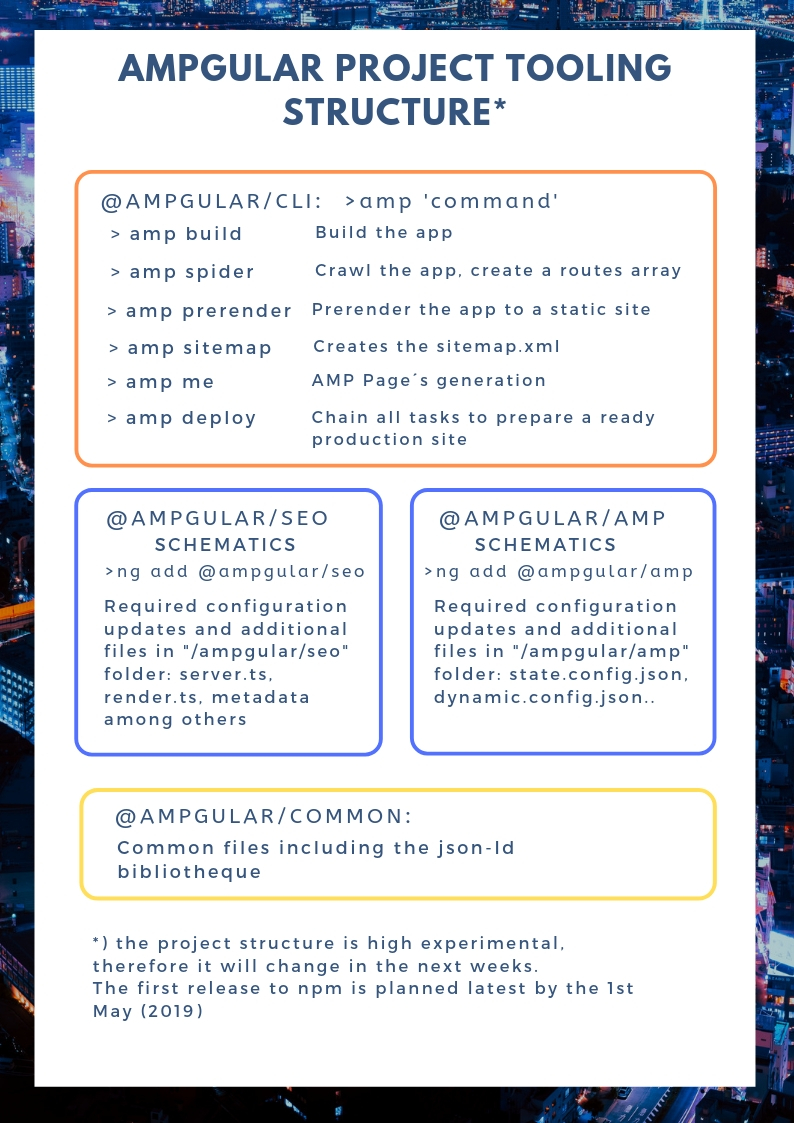 AMPGULAR PROJECT TOOLING
STRUCTURE*
@AMPGULAR/CLI: >amp 'command'
> amp build Build the app
> amp spider Crawl the app, create a routes array
> amp prerender Prerender the app to a static site
> amp sitemap Creates the sitemap.xml
> amp me AMP Page´s generation
> amp deploy Chain all tasks to prepare a ready
production site
@AMPGULAR/SEO
SCHEMATICS
>ng add @ampgular/seo
Required configuration
updates and additional
files in "/ampgular/seo"
folder: server.ts,
render.ts, metadata
among others
@AMPGULAR/AMP
SCHEMATICS
>ng add @ampgular/amp
Required configuration
updates and additional
files in "/ampgular/amp"
folder: state.config.json,
dynamic.config.json..
@AMPGULAR/COMMON:
Common files including the json-ld
bibliotheque
*) the project structure is high experimental,
therefore it will change in the next weeks.
The first release to npm is planned latest by the 1st
May (2019)